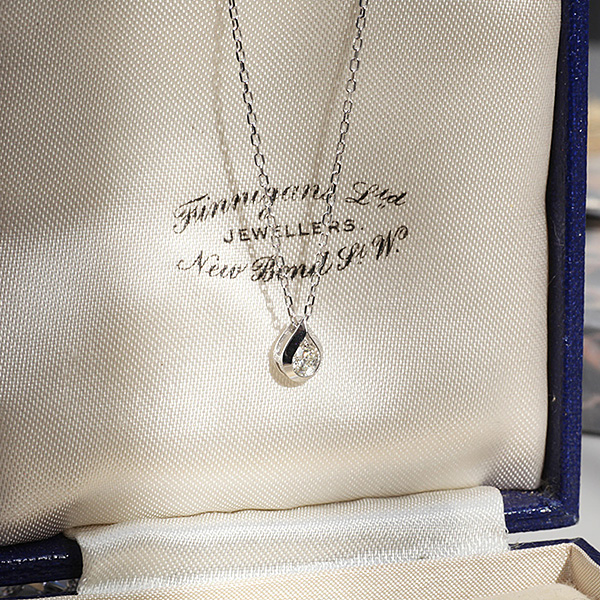 Finnigans Ltd
JEWELLERS.
New Bond St W.